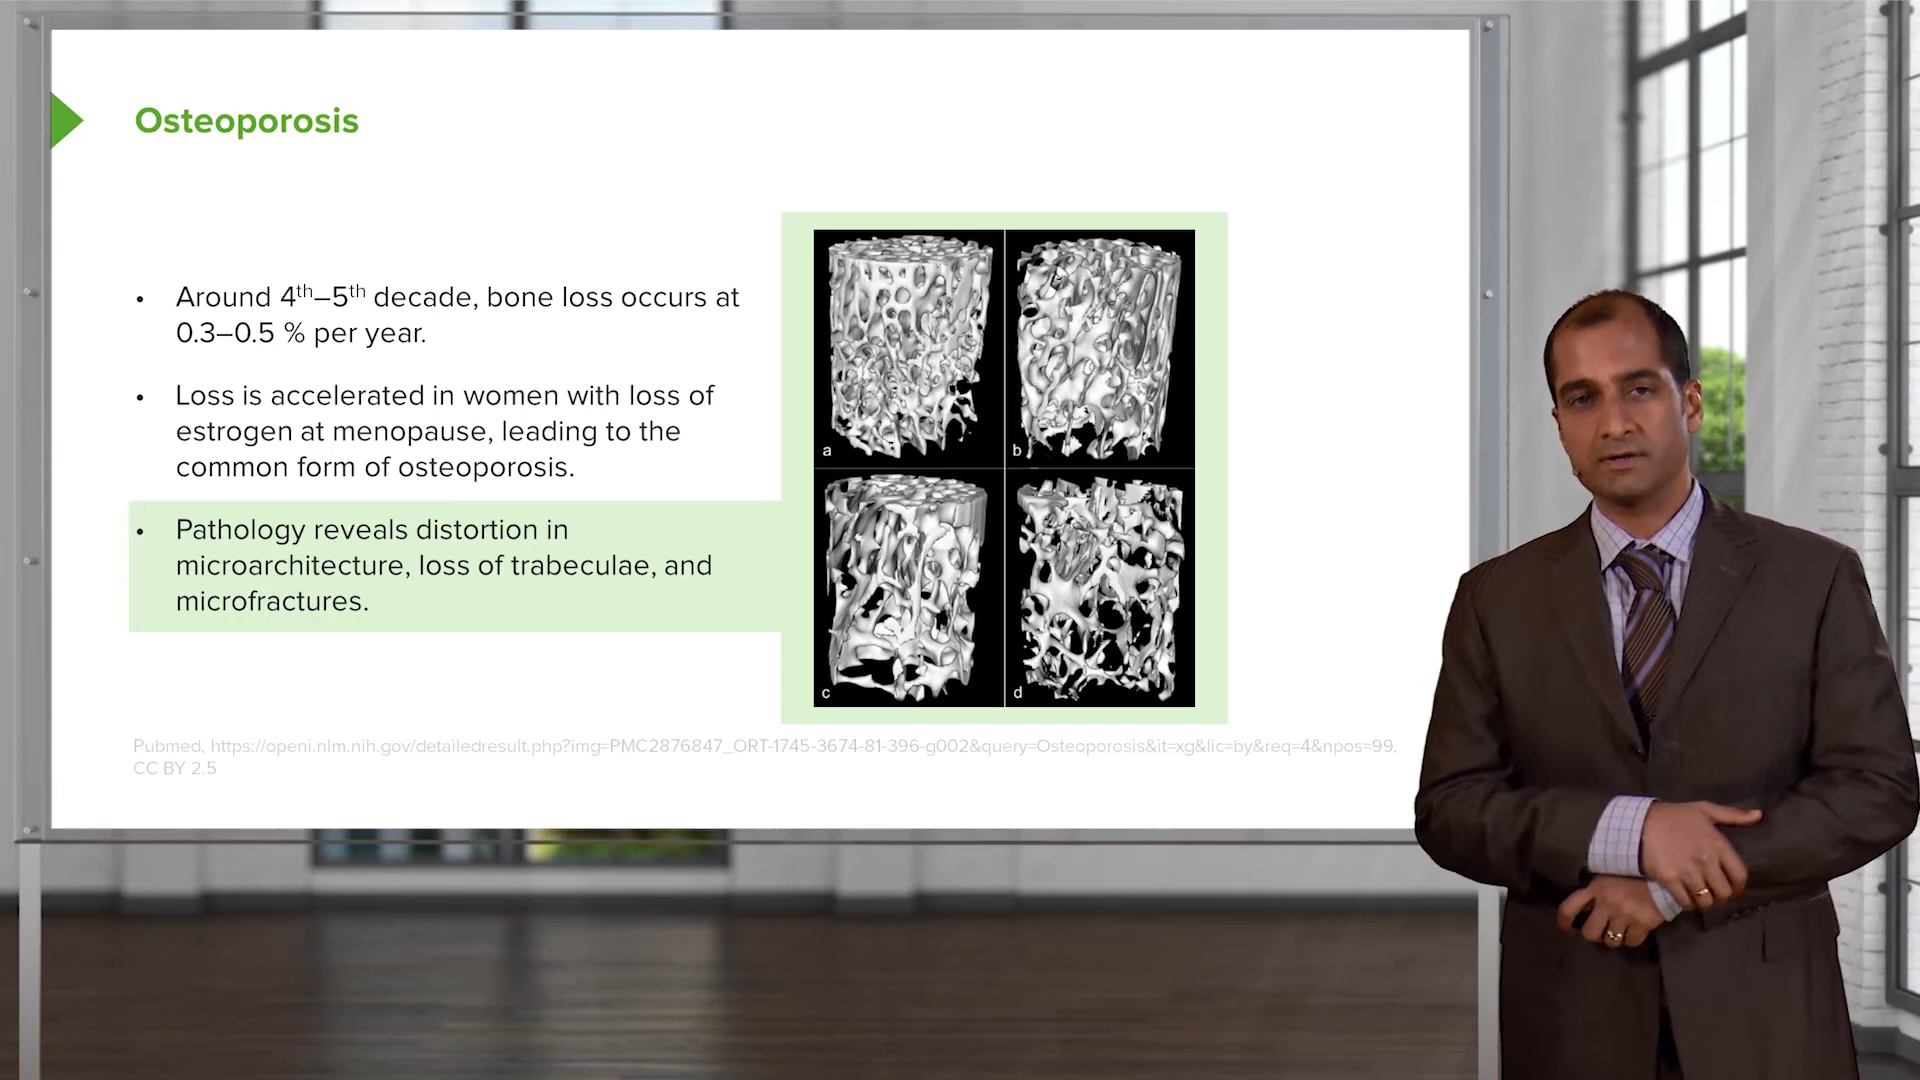 Osteoporosis
• Around 4th–5th decade, bone loss occurs at
0.3–0.5 % per year.
• Loss is accelerated in women with loss of
estrogen at menopause, leading to the
common form of osteoporosis.
• Pathology reveals distortion in
microarchitecture, loss of trabeculae, and
microfractures.
a
b
c
d
Pubmed, https://openi.nlm.nih.gov/detailedresult.php?img=PMC2876847_ORT-1745-3674-81-396-g002&query=Osteoporosis&it=xg&lic=by&req=4&npos=99,
CC BY 2.5